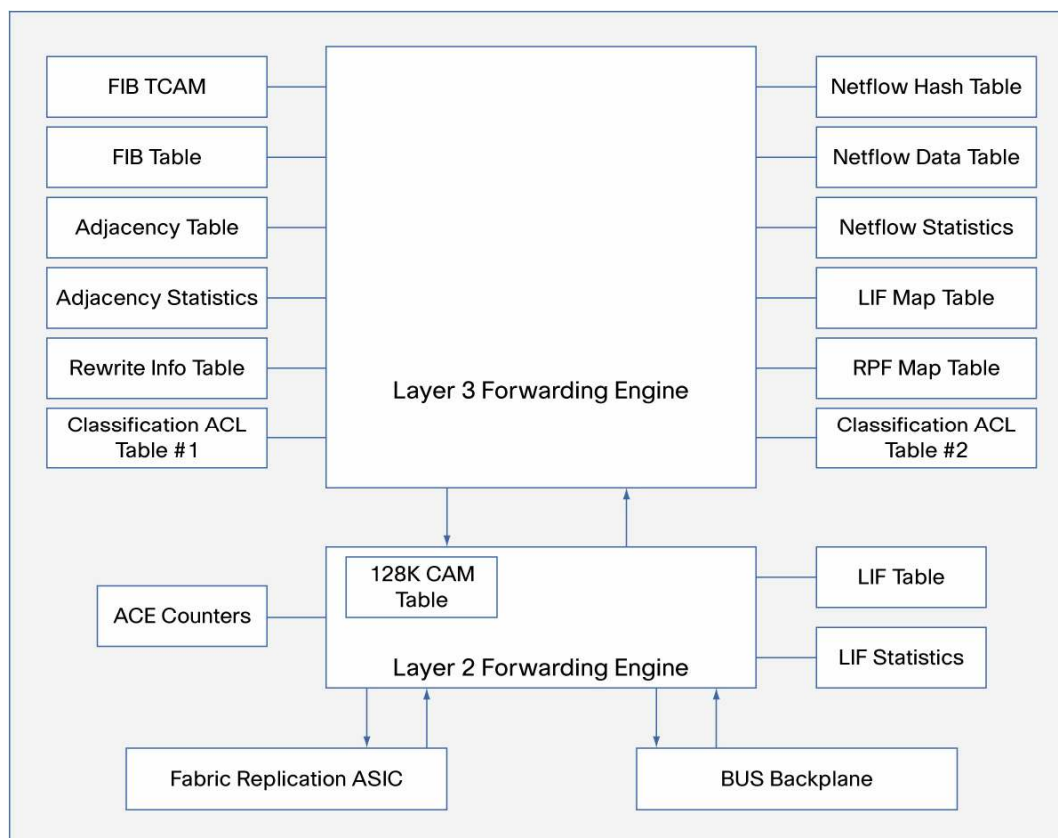 FIB TCAM
FIB Table
Adjacency Table
Adjacency Statistics
Rewrite Info Table
Classification ACL
Table #1
Layer 3 Forwarding Engine
Netflow Hash Table
Netflow Data Table
Netflow Statistics
LIF Map Table
RPF Map Table
Classification ACL
Table #2
ACE Counters
128K CAM
Table
Layer 2 Forwarding Engine
LIF Table
LIF Statistics
Fabric Replication ASIC
BUS Backplane